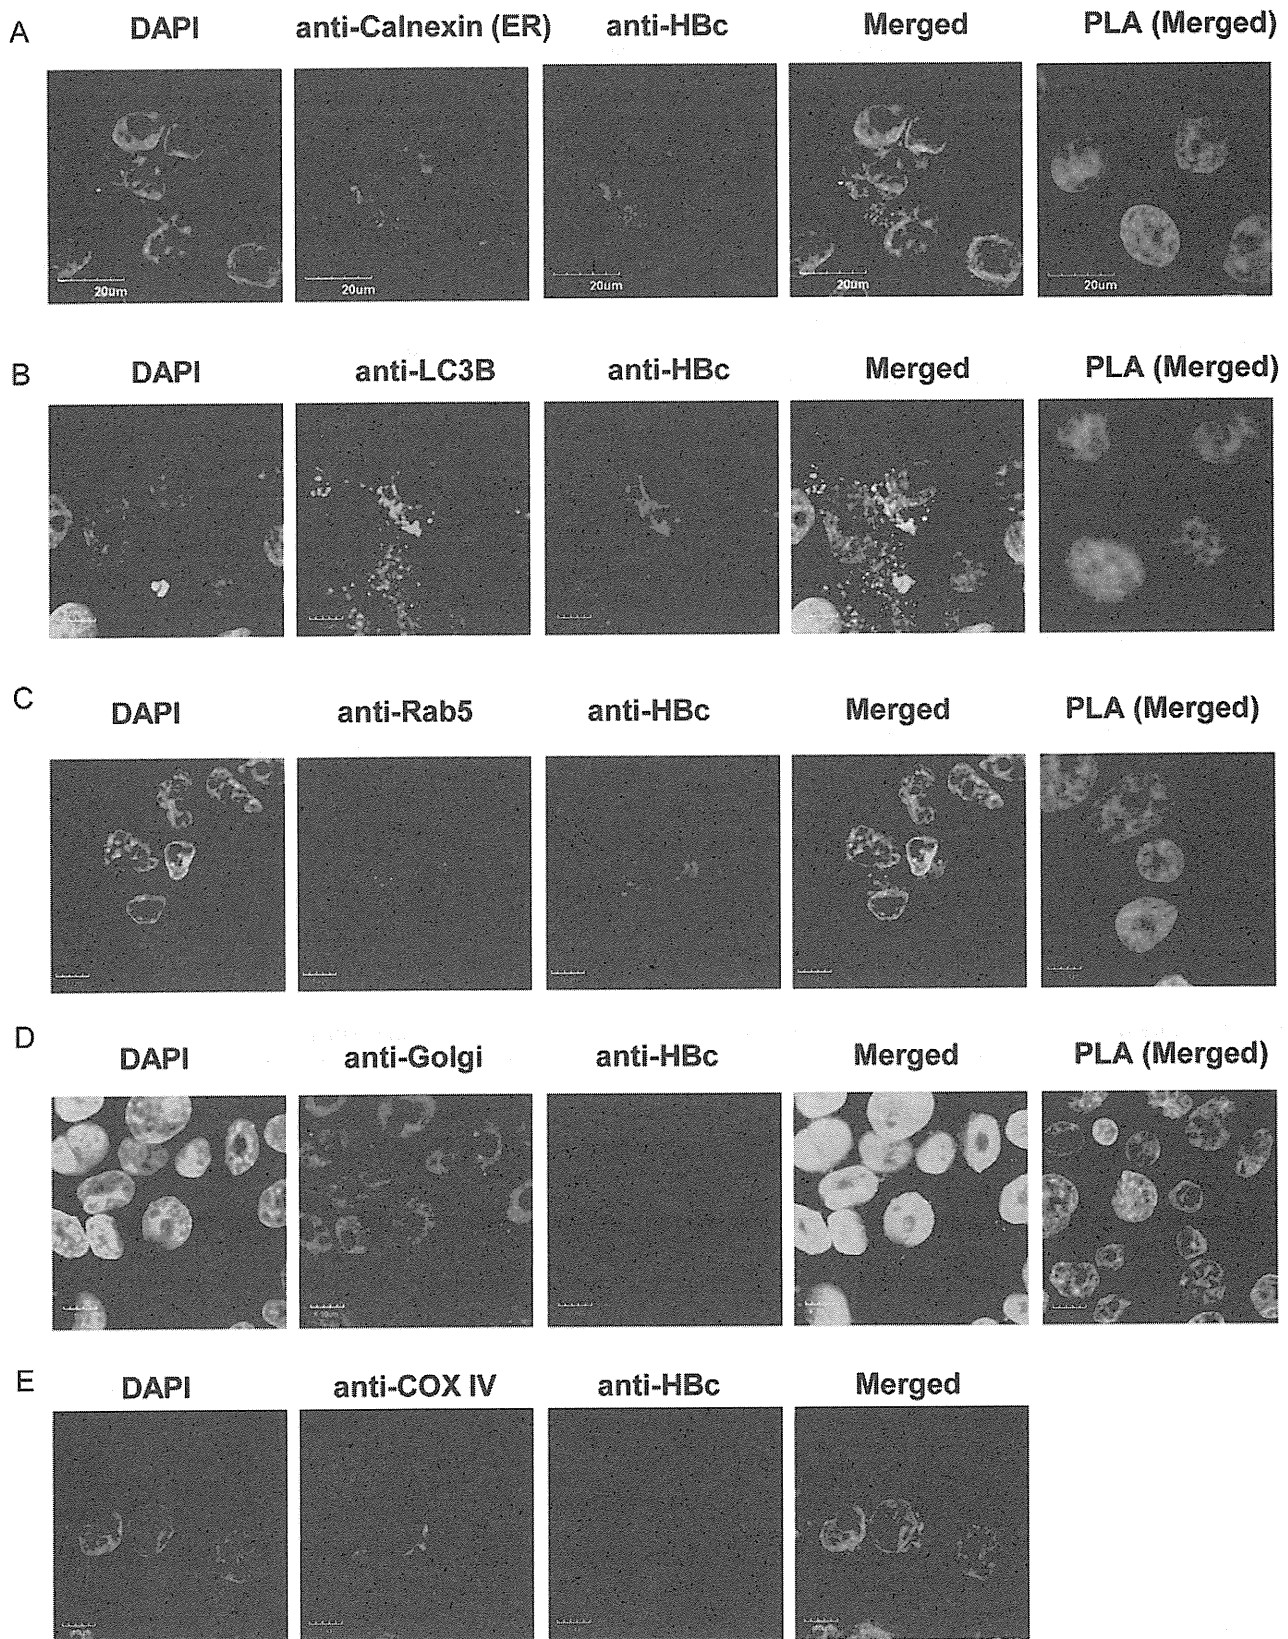 A DAPI anti-Calnexin (ER) anti-HBc Merged PLA (Merged)
20um 20um 20um 20um 20um
B DAPI anti-LC3B anti-HBc Merged PLA (Merged)
C DAPI anti-Rab5 anti-HBc Merged PLA (Merged)
D DAPI anti-Golgi anti-HBc Merged PLA (Merged)
E DAPI anti-COX IV anti-HBc Merged